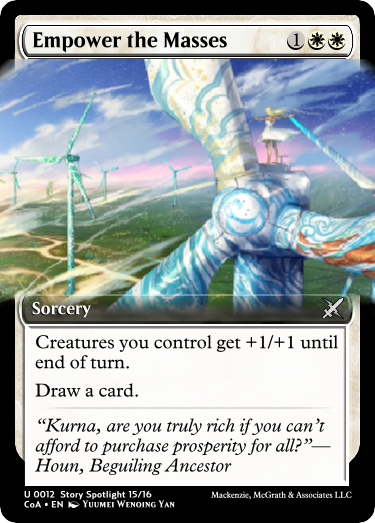 Empower the Masses 1
Sorcery
Creatures you control get +1/+1 until
end of turn.
Draw a card.
“Kurna, are you truly rich if you can’t
afford to purchase prosperity for all?”—
Houn, Beguiling Ancestor
U 0012 Story Spotlight 15/16
CoA • EN Yuumei Wenqing Yan
Mackenzie, McGrath & Associates LLC